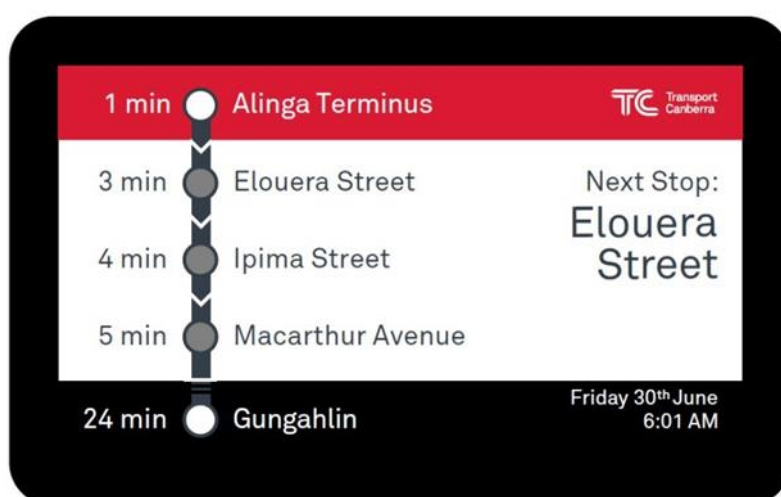 1 min Alinga Terminus
TC Transport
Canberra
3 min Elouera Street
Next Stop:
Elouera
Street
4 min Ipima Street
5 min Macarthur Avenue
24 min Gungahlin
Friday 30th June
6:01 AM